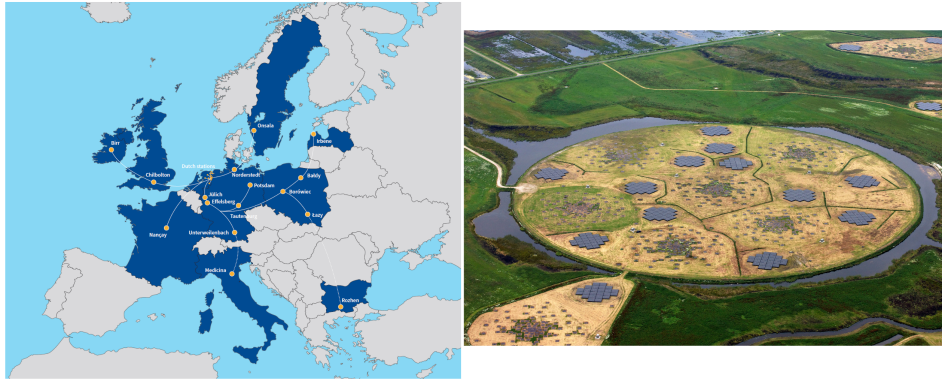 Onsala
Irbene
Birr
Dutch stations
Norderstedt
Chilbolton
Bałdy
Potsdam
Borówiec
Jülich
Effelsberg
Tautenburg
Łazy
Nançay
Unterweilenbach
Medicina
Rozhen